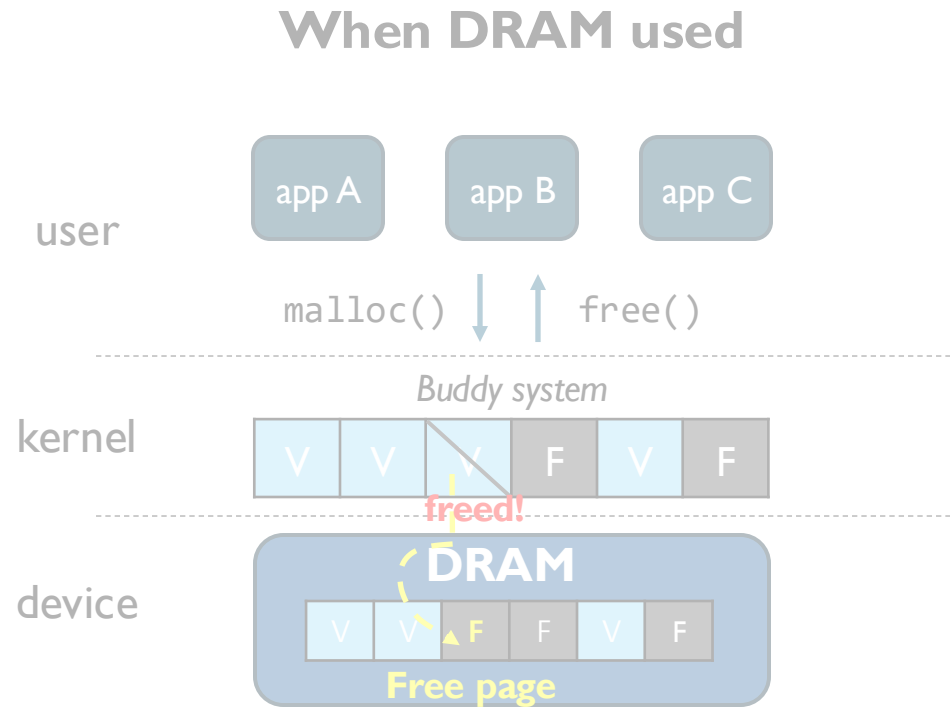 When DRAM used
app A app B app C
user
malloc() free()
Buddy system
kernel
V V V F V F
freed!
DRAM
device
V V F F V F
Free page